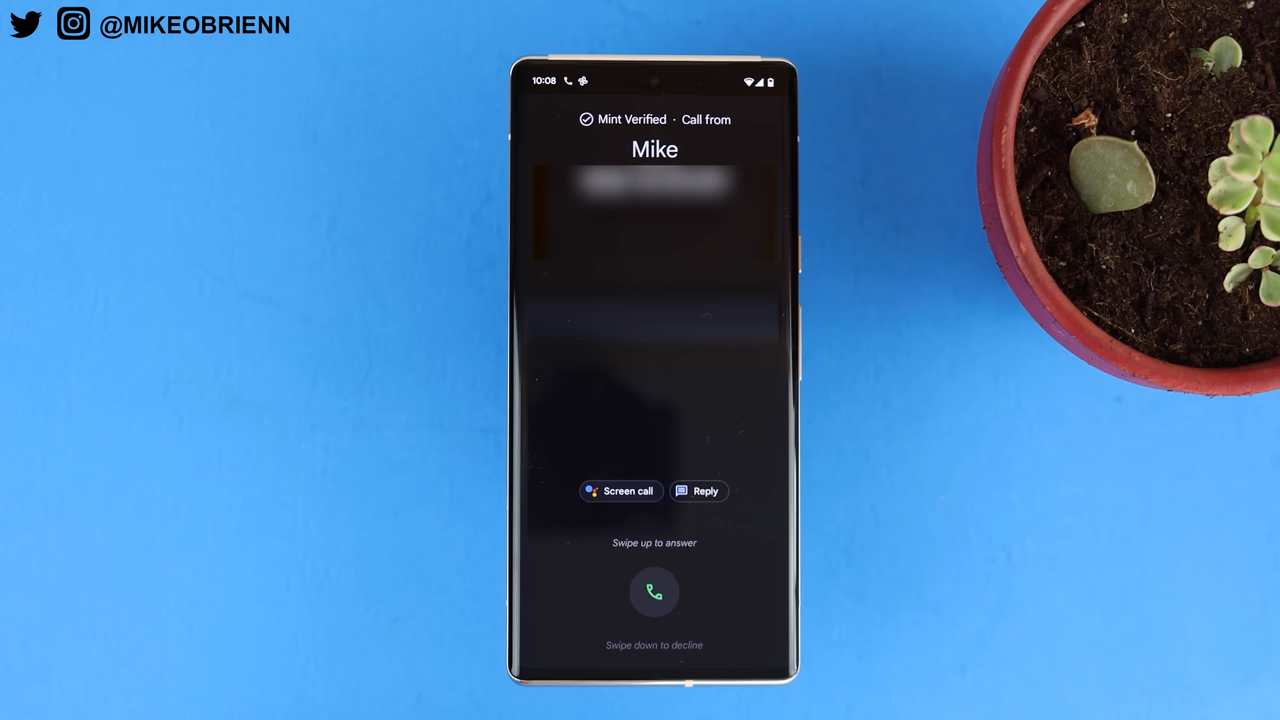 @MIKEOBRIENN
10:08
Mint Verified · Call from
Mike
Screen call
Reply
Swipe up to answer
Swipe down to decline